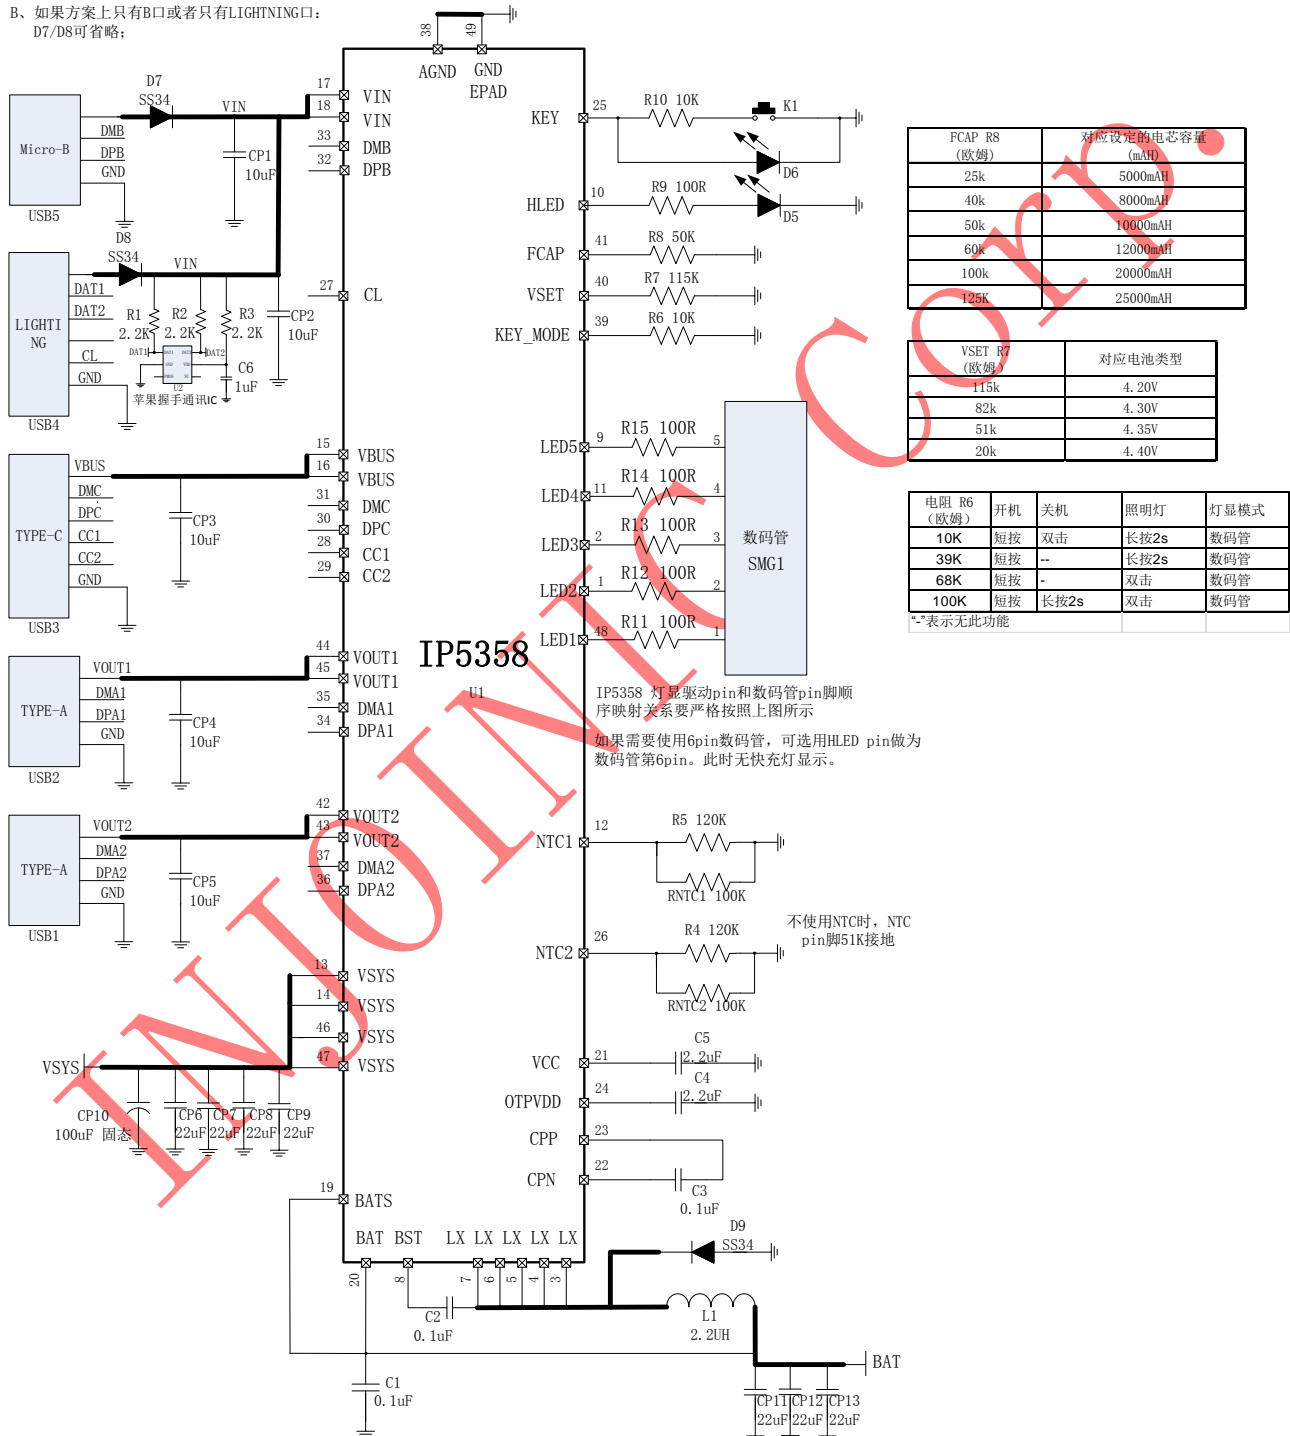 B、如果方案上只有B口或者只有LIGHTNING口:
D7/D8可省略;
38
49
AGND
GND
EPAD
D7
SS34
VIN
17
VIN
18
VIN
33
DMB
32
DPB
Micro-B
DMB
DPB
GND
USB5
CP1
10uF
D8
SS34
VIN
27
CL
LIGHTI
NG
DAT1
DAT2
CL
GND
USB4
R1
2.2K
R2
2.2K
R3
2.2K
CP2
10uF
DAT1
DAT2
C6
1uF
U2
苹果握手通讯IC
15
VBUS
16
VBUS
31
DMC
30
DPC
28
CC1
29
CC2
TYPE-C
VBUS
DMC
DPC
CC1
CC2
GND
USB3
CP3
10uF
44
VOUT1
45
VOUT1
35
DMA1
34
DPA1
TYPE-A
VOUT1
DMA1
DPA1
GND
USB2
CP4
10uF
42
VOUT2
43
VOUT2
37
DMA2
36
DPA2
TYPE-A
VOUT2
DMA2
DPA2
GND
USB1
CP5
10uF
13
VSYS
14
VSYS
46
VSYS
47
VSYS
VSYS
CP10
100uF 固态
CP6
22uF
CP7
22uF
CP8
22uF
CP9
22uF
19
BATS
IP5358
U1
KEY
25
R10 10K
K1
D6
HLED
10
R9 100R
D5
FCAP
41
R8 50K
VSET
40
R7 115K
KEY_MODE
39
R6 10K
LED5
9
R15 100R
5
LED4
11
R14 100R
4
LED3
2
R13 100R
3
LED2
1
R12 100R
2
LED1
48
R11 100R
1
数码管
SMG1
IP5358 灯显驱动pin和数码管pin脚顺
序映射关系要严格按照上图所示
如果需要使用6pin数码管,可选用HLED pin做为
数码管第6pin。此时无快充灯显示。
NTC1
12
R5 120K
RNTC1 100K
NTC2
26
R4 120K
RNTC2 100K
不使用NTC时,NTC
pin脚51K接地
VCC
21
C5
2.2uF
OTPVDD
24
C4
2.2uF
CPP
23
CPN
22
C3
0.1uF
BAT BST LX LX LX LX LX
20
8
7
6
5
4
3
C2
0.1uF
D9
SS34
L1
2.2UH
BAT
C1
0.1uF
CP11
22uF
CP12
22uF
CP13
22uF
FCAP R8 (欧姆) 对应设定的电芯容量 (mAH)
25k 5000mAH
40k 8000mAH
50k 10000mAH
60k 12000mAH
100k 20000mAH
125K 25000mAH
VSET R7 (欧姆) 对应电池类型
115k 4.20V
82k 4.30V
51k 4.35V
20k 4.40V
电阻 R6 (欧姆) 开机 关机 照明灯 灯显模式
10K 短按 双击 长按2s 数码管
39K 短按 -- 长按2s 数码管
68K 短按 - 双击 数码管
100K 短按 长按2s 双击 数码管
“-”表示无此功能
INJOINIC Corp.